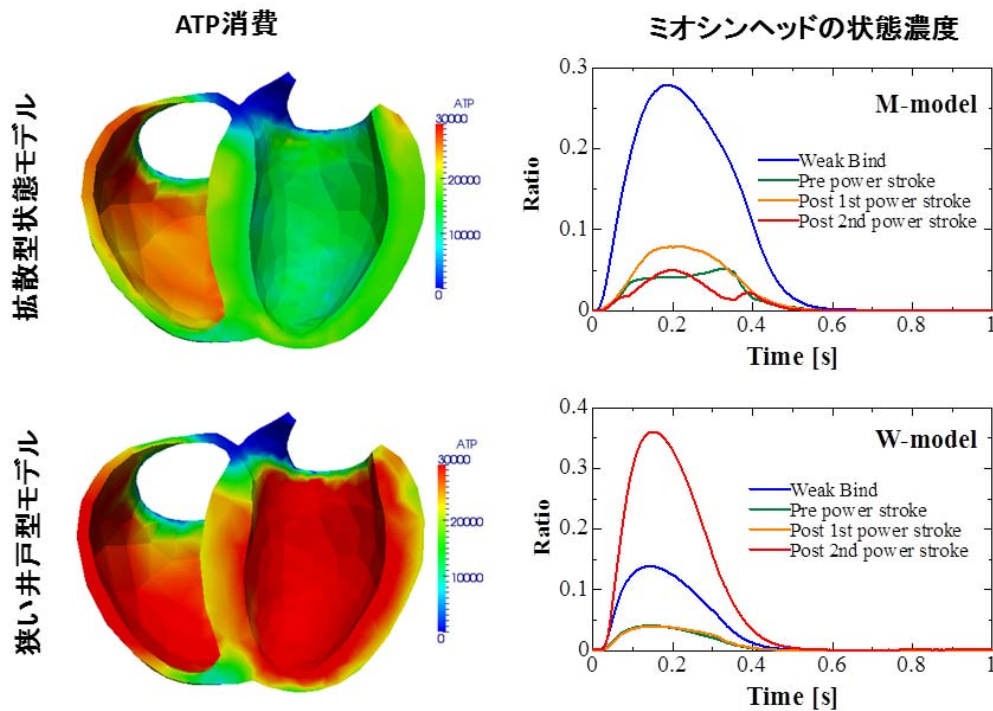 ATP消費
ミオシンヘッドの状態濃度
拡散型状態モデル
ATP
30000
20000
10000
0
0.3
0.2
0.1
0
Ratio
M-model
Weak Bind
Pre power stroke
Post 1st power stroke
Post 2nd power stroke
0 0.2 0.4 0.6 0.8 1
Time [s]
狭い井戸型モデル
ATP
30000
20000
10000
0
0.4
0.3
0.2
0.1
0
Ratio
W-model
Weak Bind
Pre power stroke
Post 1st power stroke
Post 2nd power stroke
0 0.2 0.4 0.6 0.8 1
Time [s]